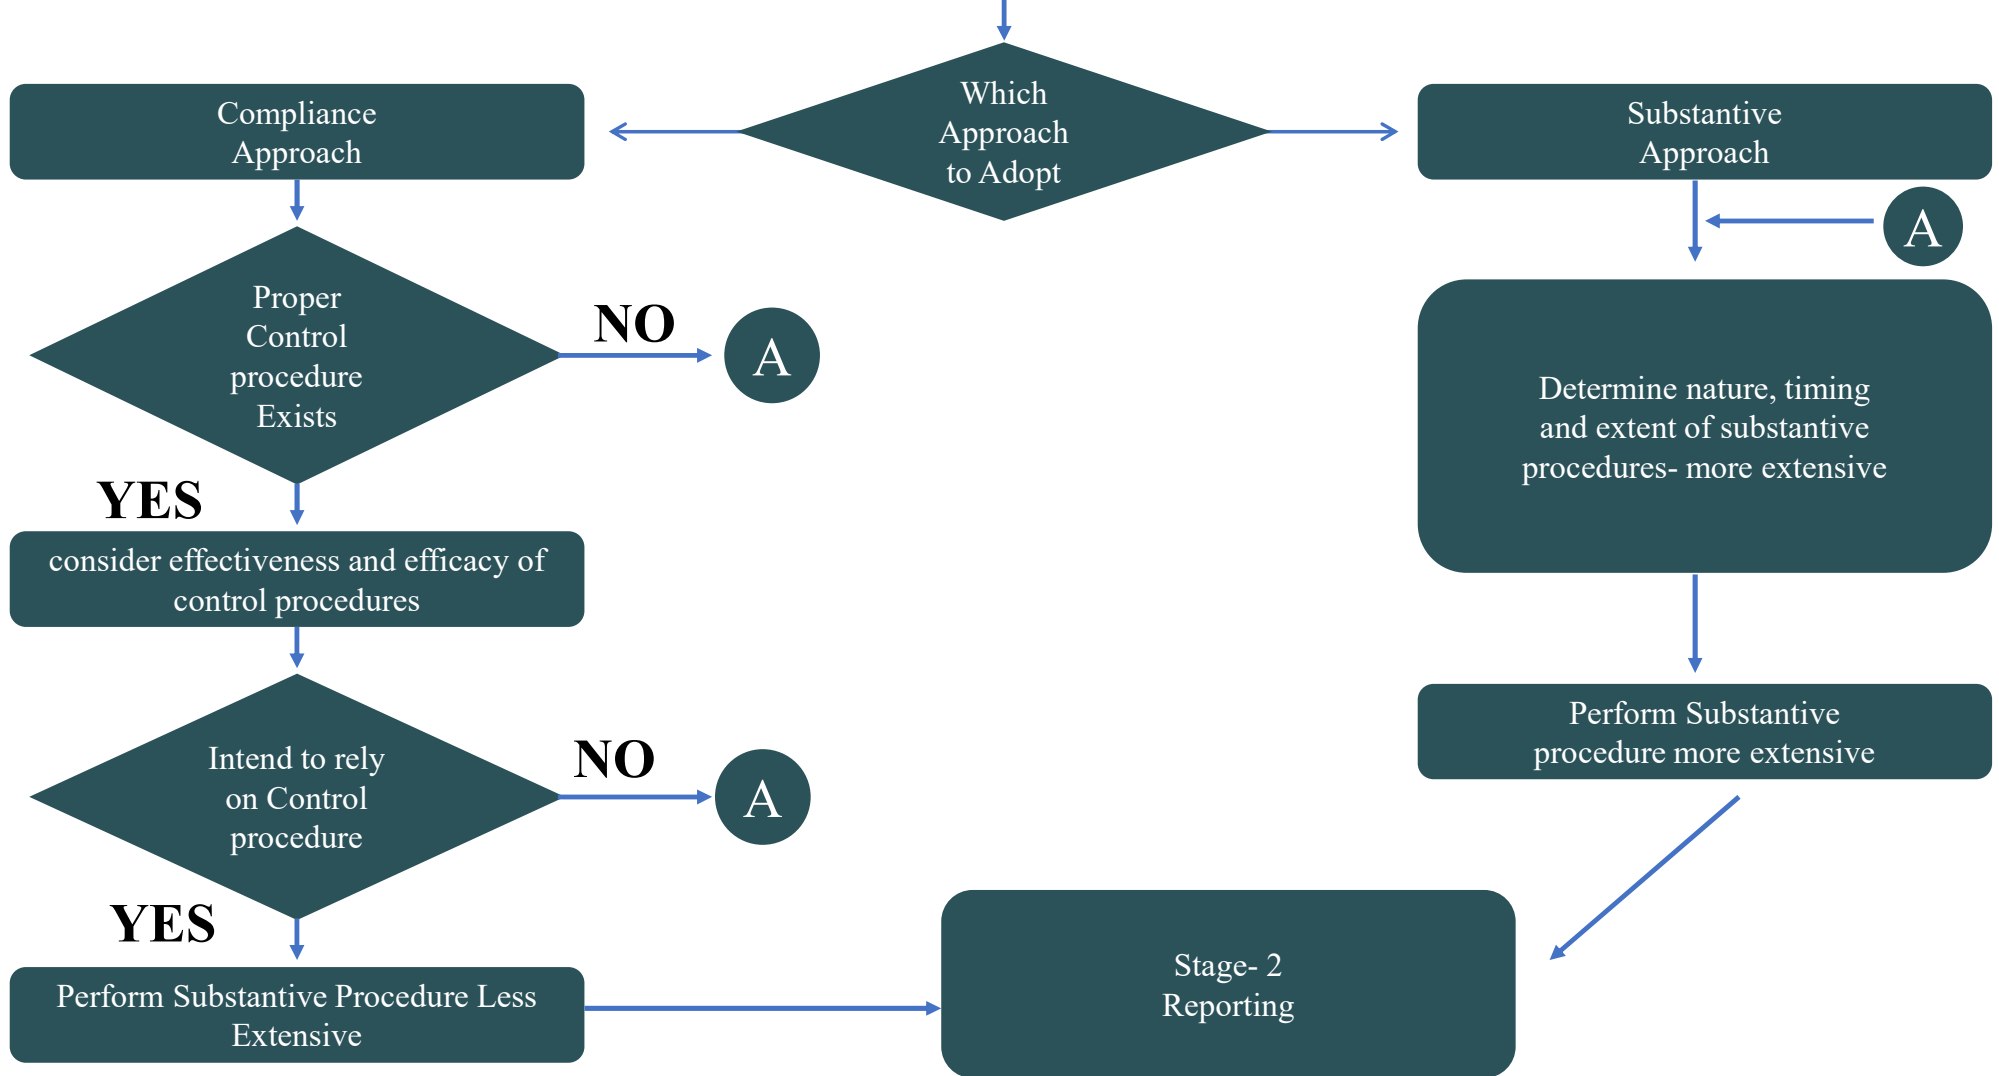 Which
Approach
to Adopt
Compliance
Approach
Substantive
Approach
A
Proper
Control
procedure
Exists
NO
A
YES
consider effectiveness and efficacy of
control procedures
Determine nature, timing
and extent of substantive
procedures- more extensive
Intend to rely
on Control
procedure
NO
A
Perform Substantive
procedure more extensive
YES
Perform Substantive Procedure Less
Extensive
Stage- 2
Reporting